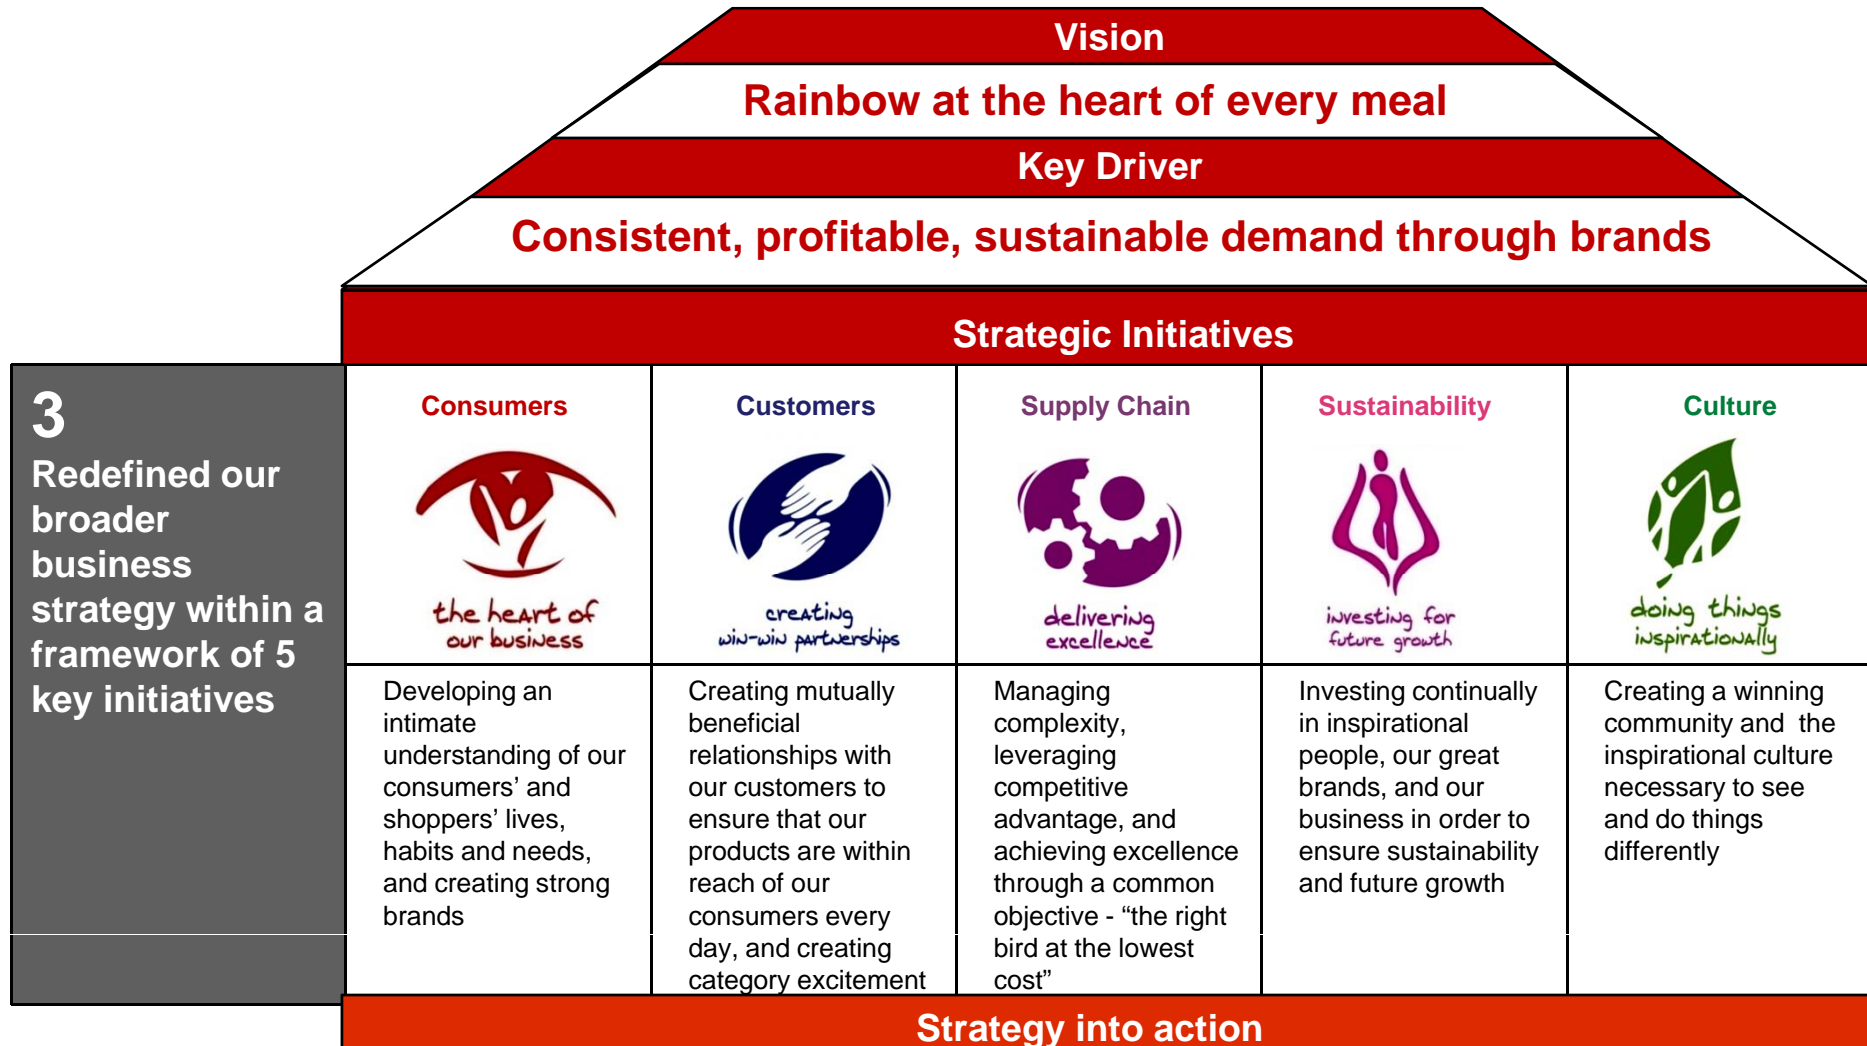 Vision
Rainbow at the heart of every meal
Key Driver
Consistent, profitable, sustainable demand through brands
Strategic Initiatives
3
Redefined our
broader
business
strategy within a
framework of 5
key initiatives
Consumers
the heart of
our business
Developing an
intimate
understanding of our
consumers’ and
shoppers’ lives,
habits and needs,
and creating strong
brands
Customers
creating
win-win partnerships
Creating mutually
beneficial
relationships with
our customers to
ensure that our
products are within
reach of our
consumers every
day, and creating
category excitement
Supply Chain
delivering
excellence
Managing
complexity,
leveraging
competitive
advantage, and
achieving excellence
through a common
objective - “the right
bird at the lowest
cost”
Sustainability
investing for
future growth
Investing continually
in inspirational
people, our great
brands, and our
business in order to
ensure sustainability
and future growth
Culture
doing things
inspirationally
Creating a winning
community and  the
inspirational culture
necessary to see
and do things
differently
Strategy into action